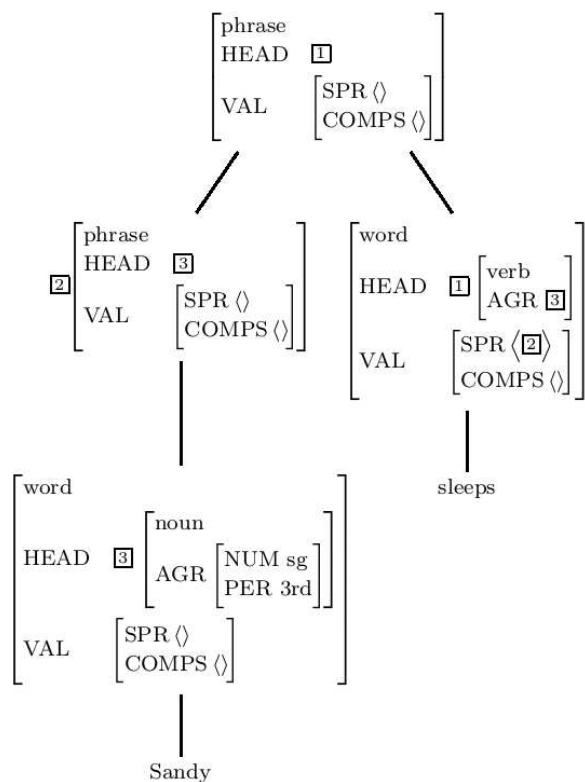 phrase
HEAD 1
VAL
SPR ⟨⟩
COMPS ⟨⟩
2
phrase
HEAD 3
VAL
SPR ⟨⟩
COMPS ⟨⟩
word
HEAD 1
verb
AGR 3
VAL
SPR ⟨2⟩
COMPS ⟨⟩
sleeps
word
HEAD 3
noun
AGR
NUM sg
PER 3rd
VAL
SPR ⟨⟩
COMPS ⟨⟩
Sandy